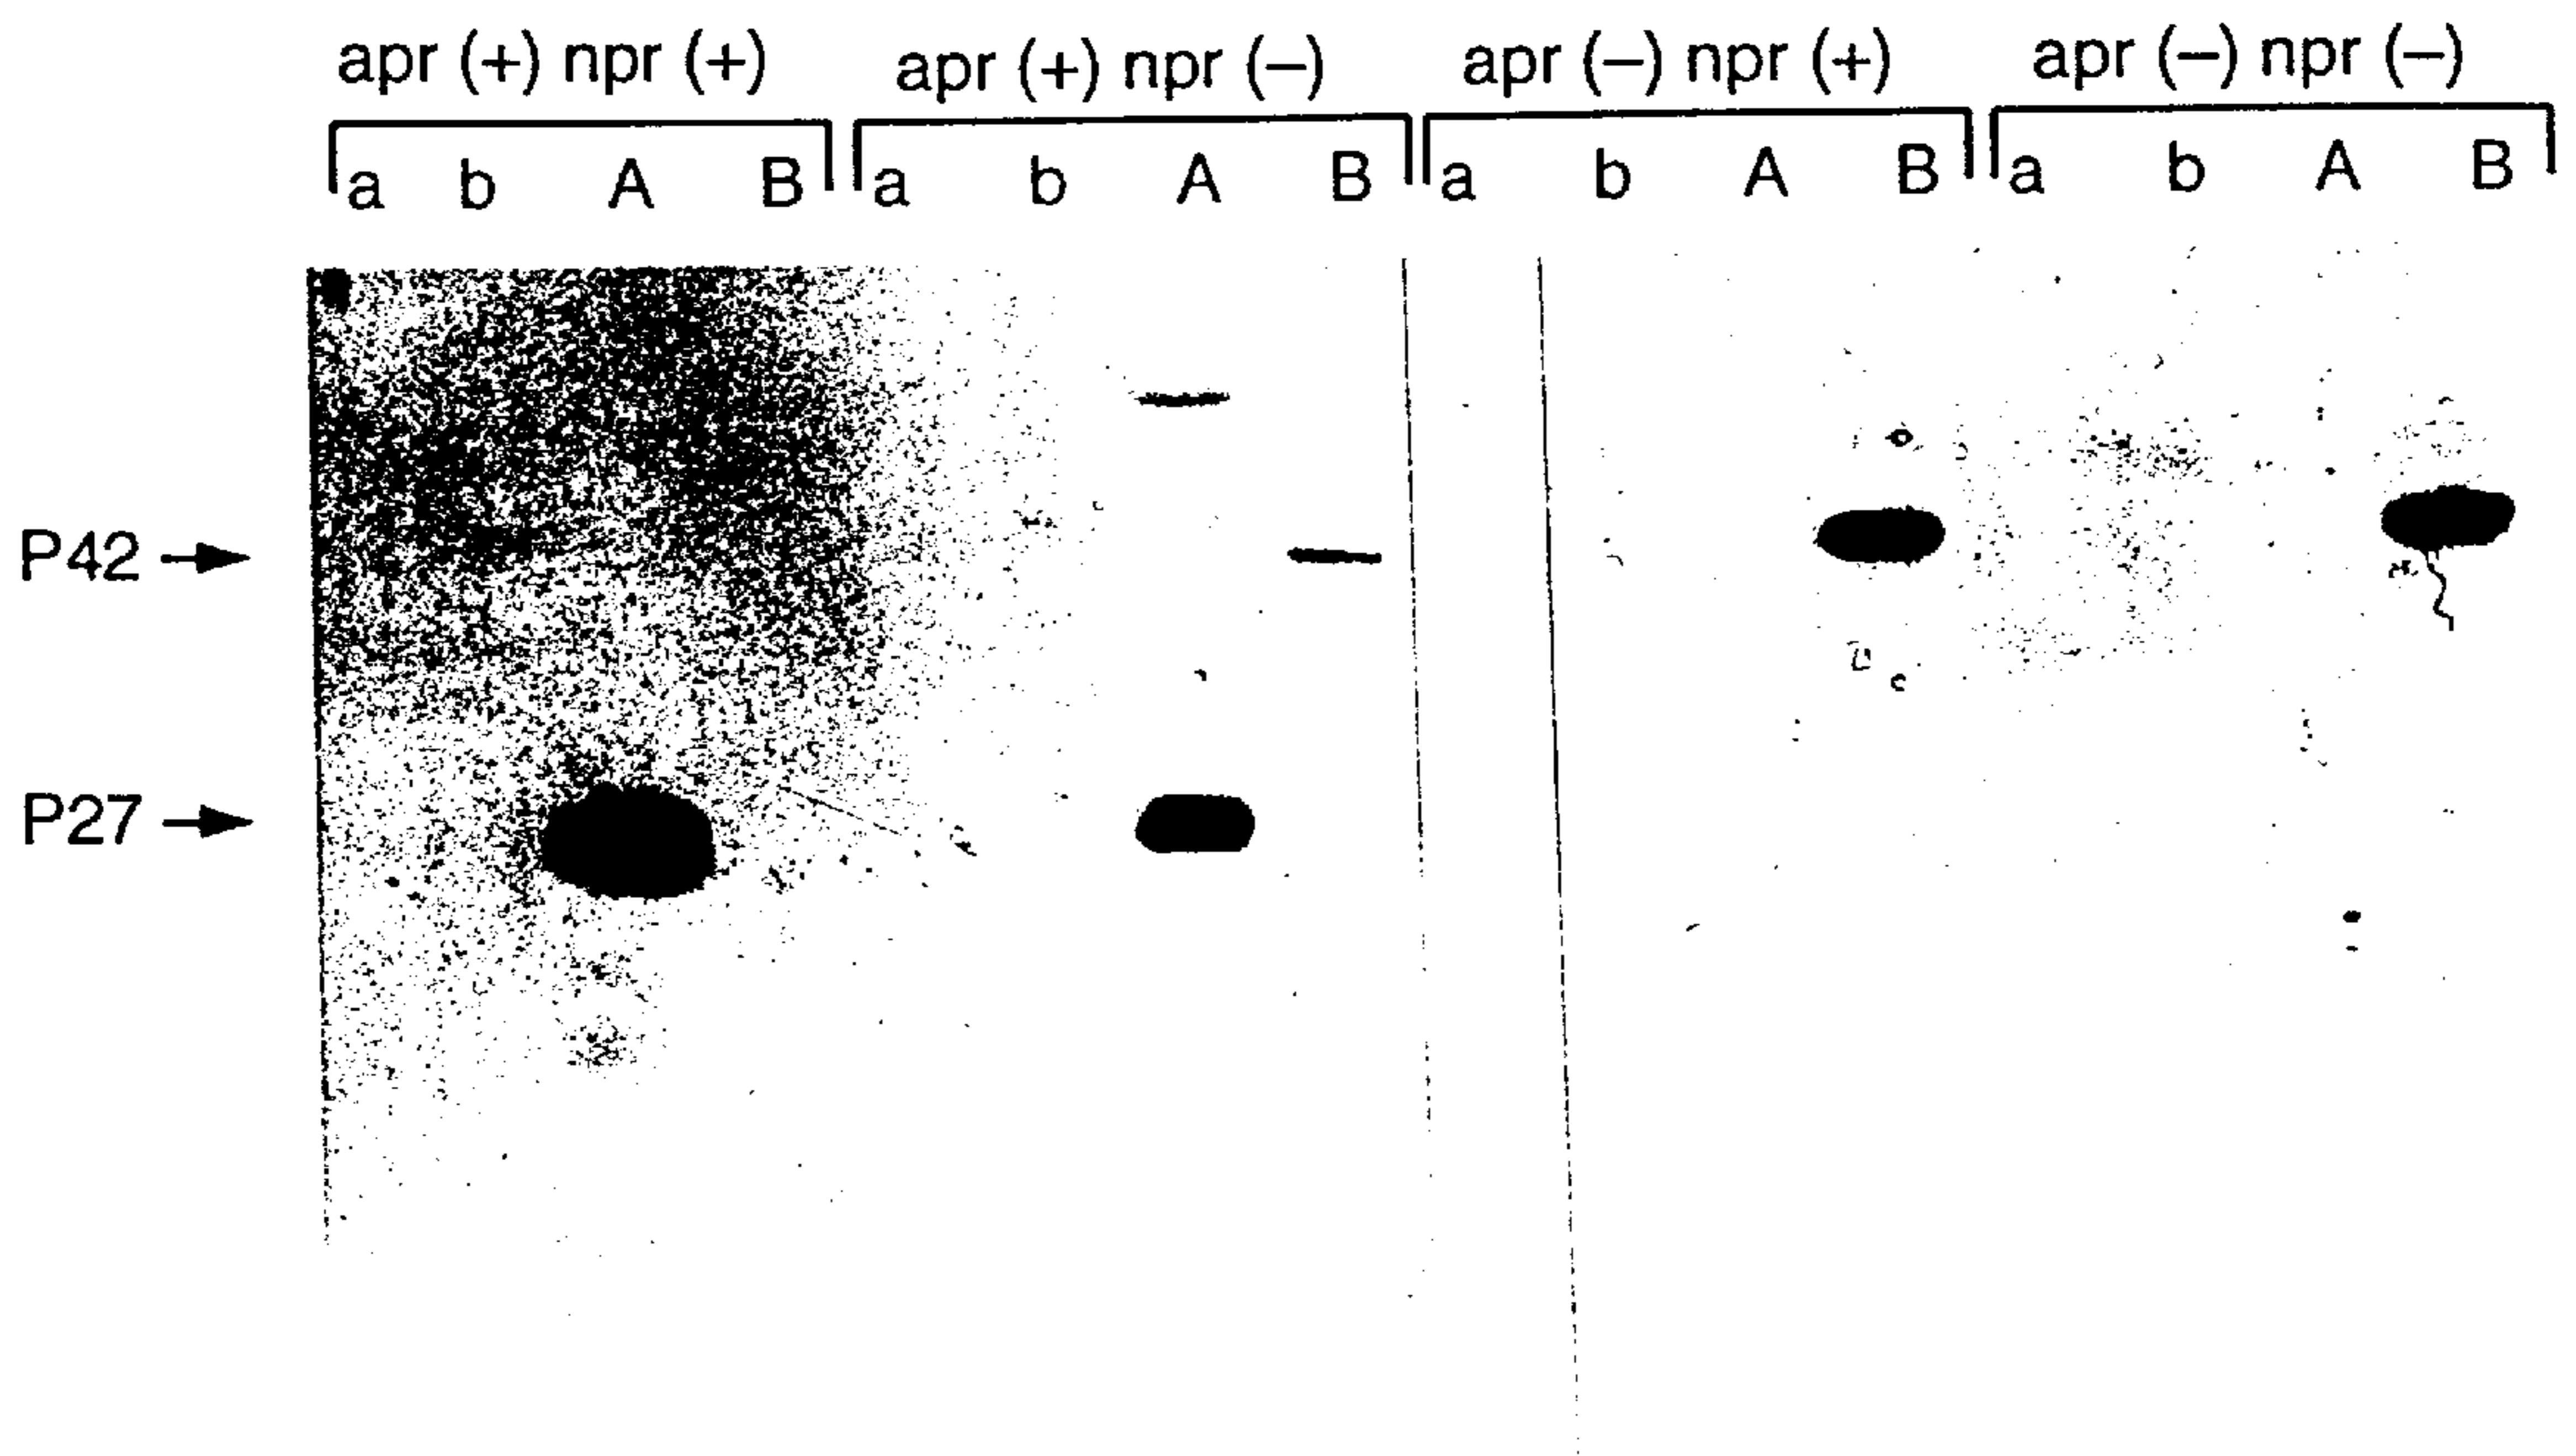 apr (+) npr (+) apr (+) npr (–) apr (–) npr (+) apr (–) npr (–)
a b A B a b A B a b A B a b A B
P42
P27